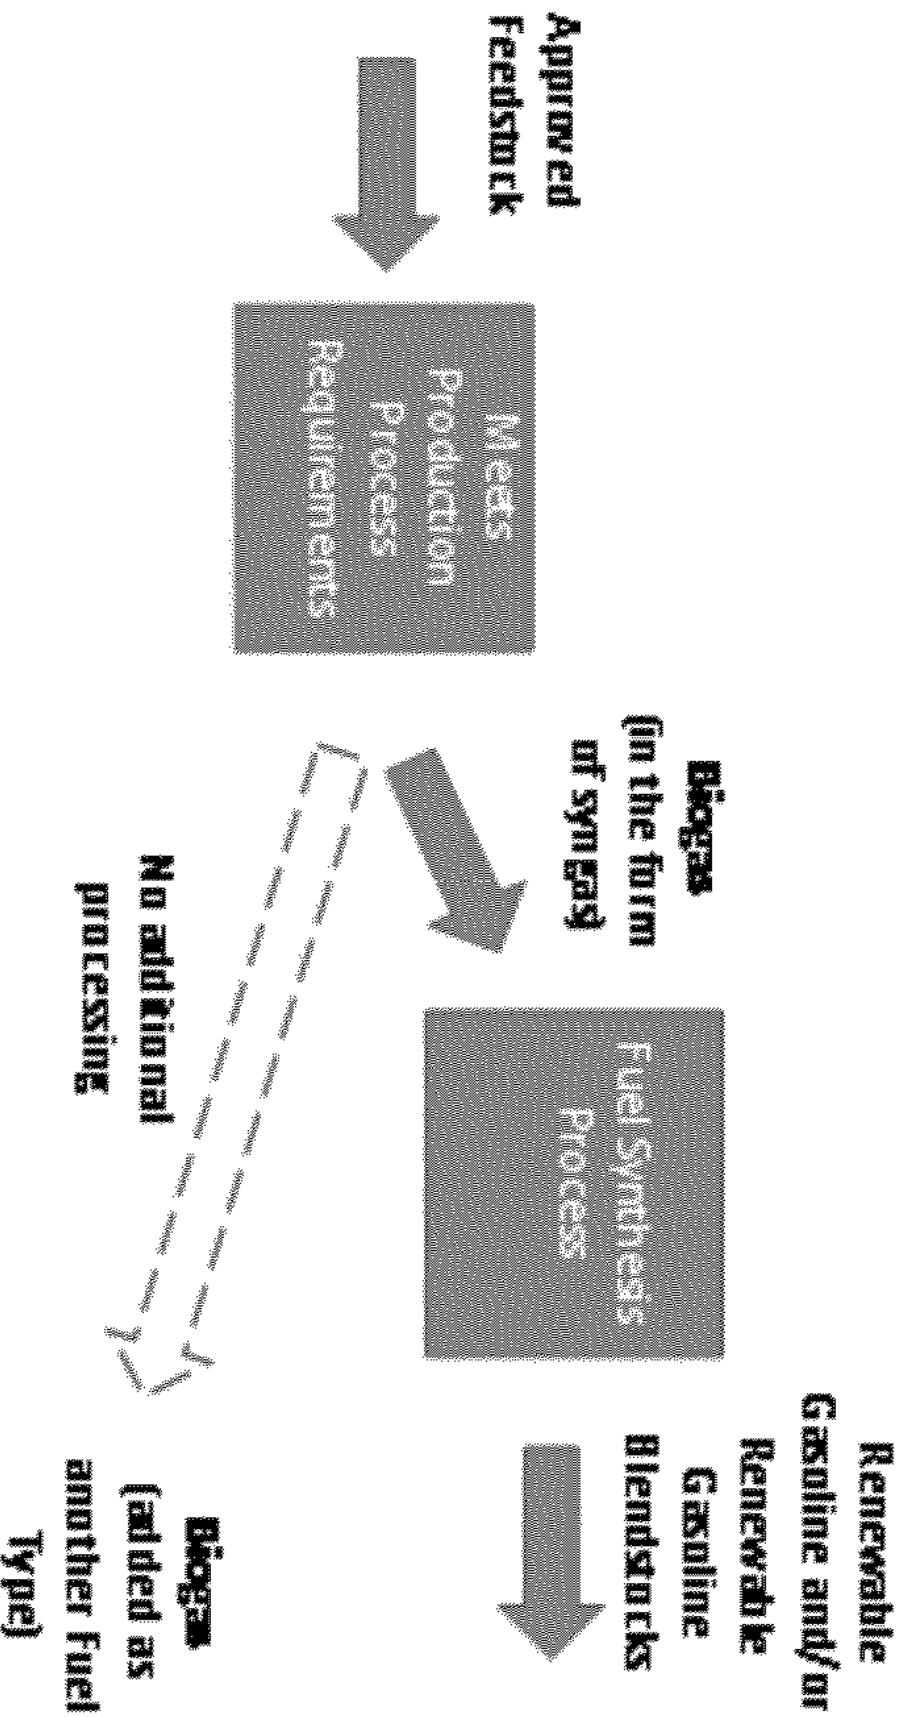 Approved
Feedstock
Meets
Production
Process
Requirements
Biogas
(in the form
of syngas)
Fuel Synthesis
Process
Renewable
Gasoline and/or
Renewable
Gasoline
Blendstocks
No additional
processing
Biogas
(added as
another Fuel
Type)